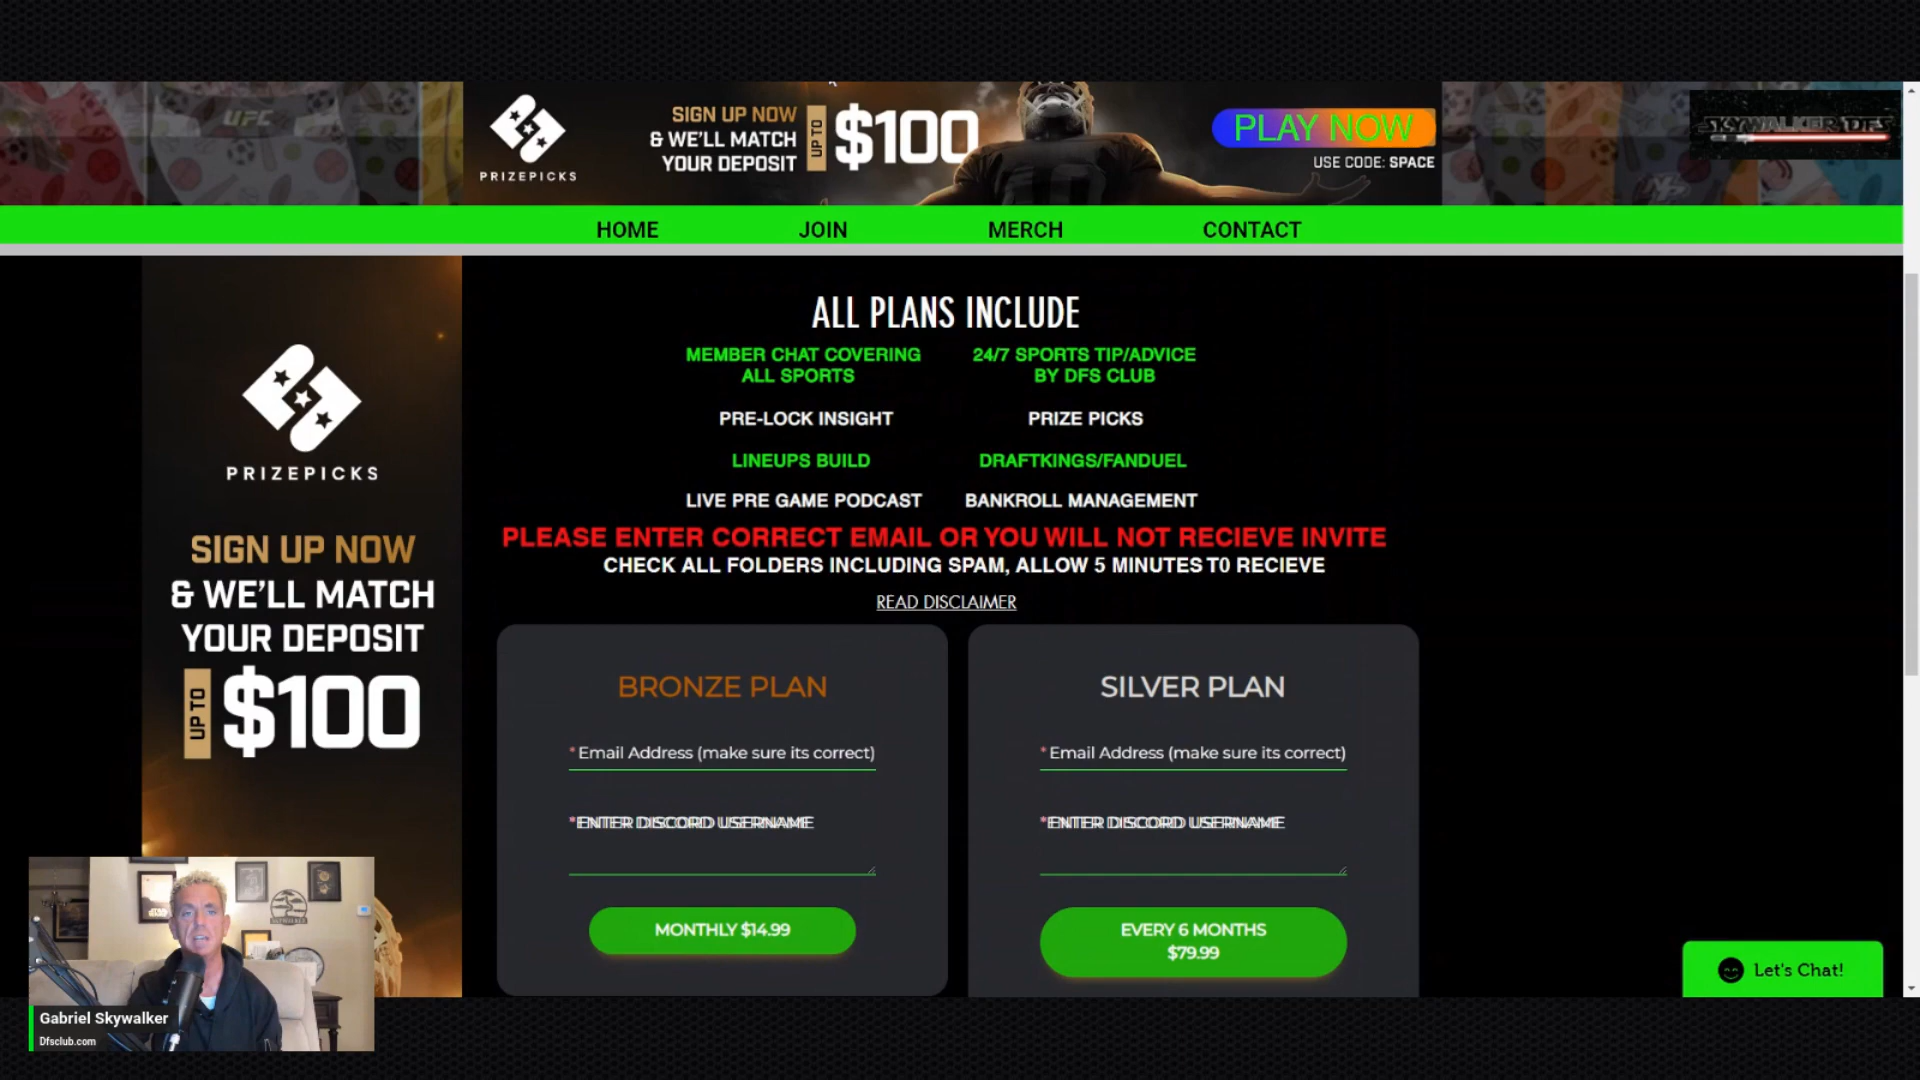 UFC
PRIZEPICKS
SIGN UP NOW
& WE'LL MATCH
YOUR DEPOSIT
UP TO
$100
PLAY NOW
USE CODE: SPACE
SKYWALKER DFS
HOME
JOIN
MERCH
CONTACT
PRIZEPICKS
SIGN UP NOW
& WE'LL MATCH
YOUR DEPOSIT
UP TO
$100
ALL PLANS INCLUDE
MEMBER CHAT COVERING
ALL SPORTS
24/7 SPORTS TIP/ADVICE
BY DFS CLUB
PRE-LOCK INSIGHT
PRIZE PICKS
LINEUPS BUILD
DRAFTKINGS/FANDUEL
LIVE PRE GAME PODCAST
BANKROLL MANAGEMENT
PLEASE ENTER CORRECT EMAIL OR YOU WILL NOT RECIEVE INVITE
CHECK ALL FOLDERS INCLUDING SPAM, ALLOW 5 MINUTES T0 RECIEVE
READ DISCLAIMER
BRONZE PLAN
* Email Address (make sure its correct)
*ENTER DISCORD USERNAME
MONTHLY $14.99
SILVER PLAN
* Email Address (make sure its correct)
*ENTER DISCORD USERNAME
EVERY 6 MONTHS
$79.99
Let's Chat!
Gabriel Skywalker
Dfsclub.com